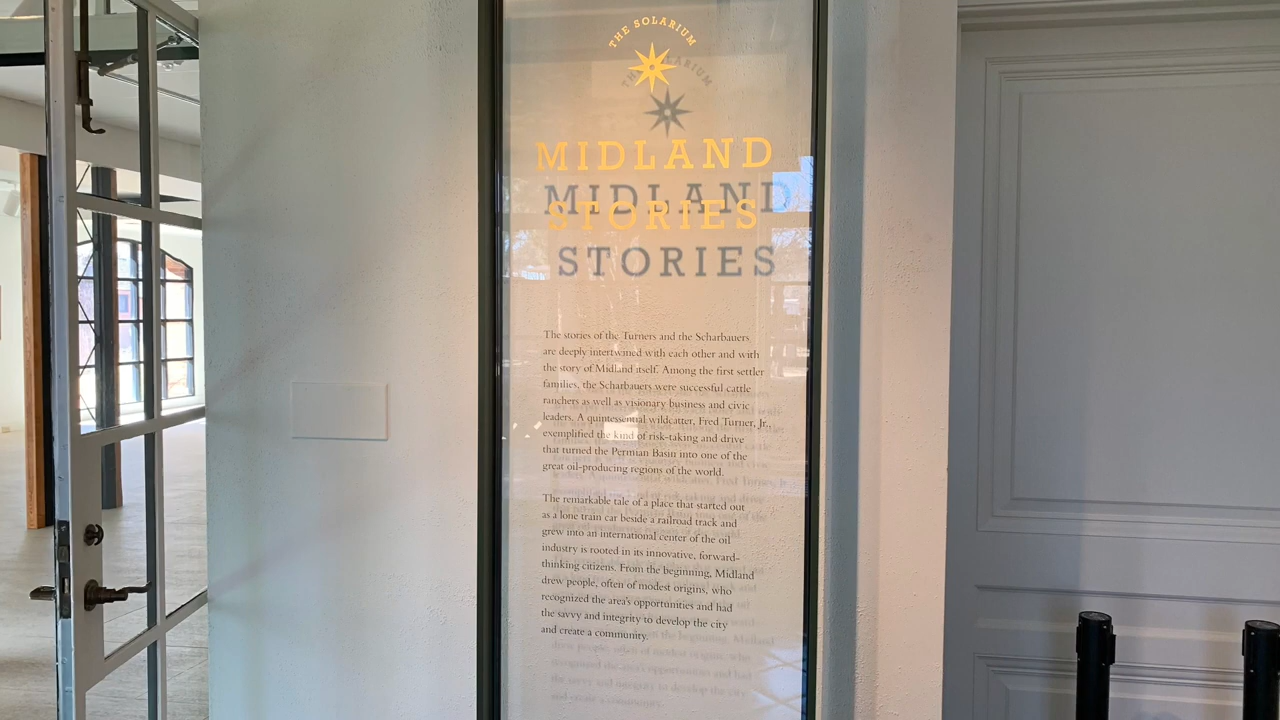 THE SOLARIUM
MIDLAND
STORIES
The stories of the Turners and the Scharbauers
are deeply intertwined with each other and with
the story of Midland itself. Among the first settler
families, the Scharbauers were successful cattle
ranchers as well as visionary business and civic
leaders. A quintessential wildcatter, Fred Turner, Jr.,
exemplified the kind of risk-taking and drive
that turned the Permian Basin into one of the
great oil-producing regions of the world.
The remarkable tale of a place that started out
as a lone train car beside a railroad track and
grew into an international center of the oil
industry is rooted in its innovative, forward-
thinking citizens. From the beginning, Midland
drew people, often of modest origins, who
recognized the area's opportunities and had
the savvy and integrity to develop the city
and create a community.